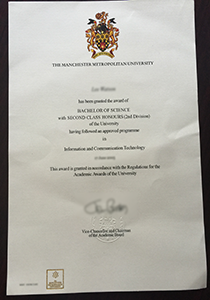 THE MANCHESTER METROPOLITAN UNIVERSITY
has been granted the award of
BACHELOR OF SCIENCE
with SECOND CLASS HONOURS (2nd Division)
of the University
having followed an approved programme
in
Information and Communication Technology
This award is granted in accordance with the Regulations for the
Academic Awards of the University
Vice-Chancellor and Chairman
of the Academic Board